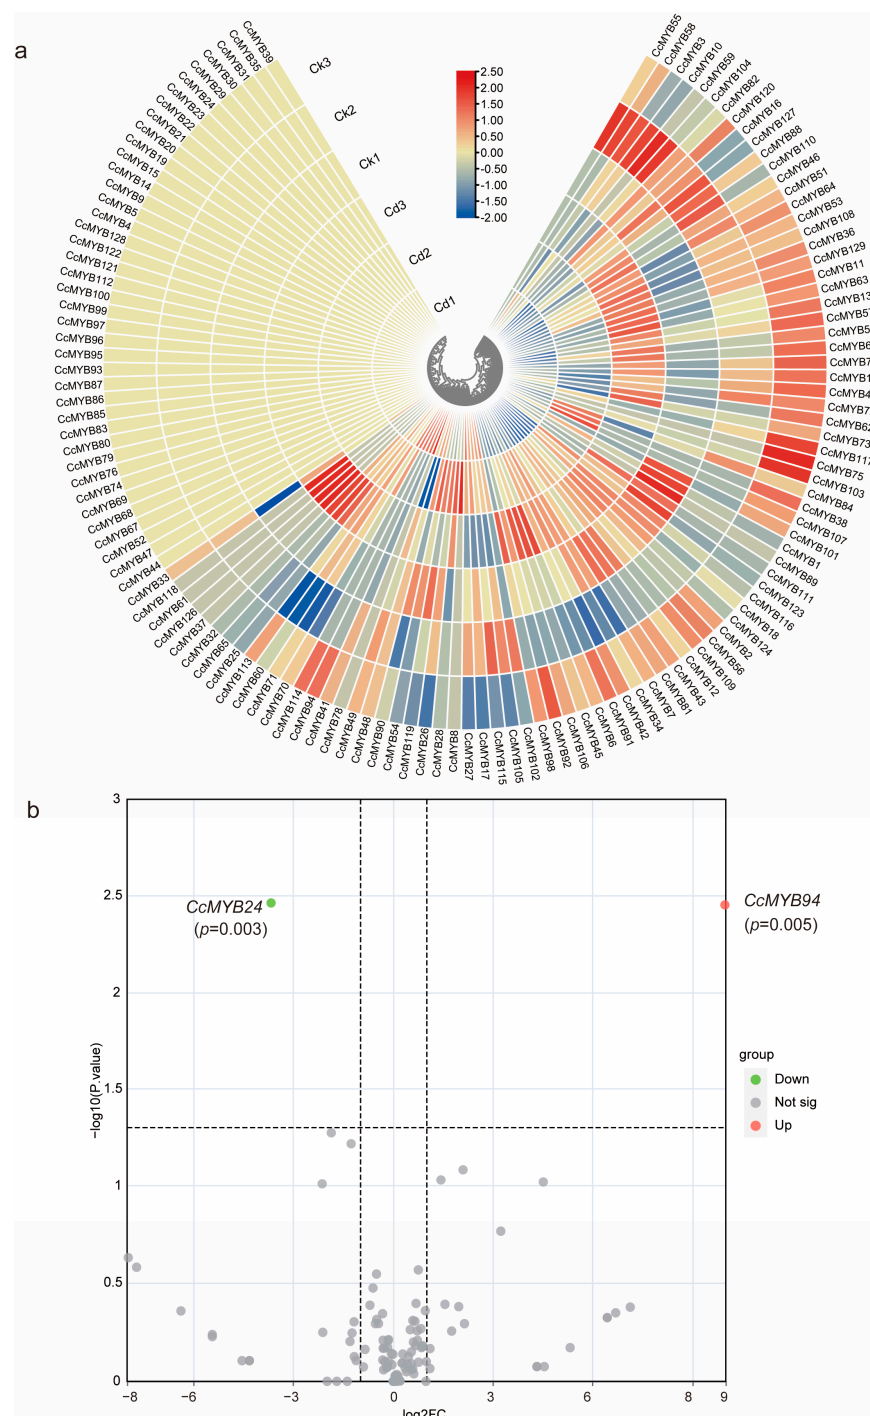 a
Ck3
Ck2
Ck1
Cd3
Cd2
Cd1
2.50
2.00
1.50
1.00
0.50
0.00
-0.50
-1.00
-1.50
-2.00
CcMYB39
CcMYB35
CcMYB31
CcMYB30
CcMYB29
CcMYB24
CcMYB23
CcMYB22
CcMYB21
CcMYB20
CcMYB19
CcMYB15
CcMYB14
CcMYB9
CcMYB5
CcMYB4
CcMYB128
CcMYB122
CcMYB121
CcMYB112
CcMYB100
CcMYB99
CcMYB97
CcMYB96
CcMYB95
CcMYB93
CcMYB87
CcMYB86
CcMYB85
CcMYB83
CcMYB80
CcMYB79
CcMYB76
CcMYB74
CcMYB69
CcMYB68
CcMYB67
CcMYB52
CcMYB47
CcMYB44
CcMYB33
CcMYB118
CcMYB61
CcMYB126
CcMYB37
CcMYB32
CcMYB65
CcMYB25
CcMYB113
CcMYB60
CcMYB71
CcMYB70
CcMYB114
CcMYB94
CcMYB41
CcMYB78
CcMYB49
CcMYB48
CcMYB90
CcMYB54
CcMYB119
CcMYB26
CcMYB28
CcMYB8
CcMYB27
CcMYB17
CcMYB115
CcMYB105
CcMYB102
CcMYB98
CcMYB92
CcMYB106
CcMYB45
CcMYB6
CcMYB91
CcMYB42
CcMYB34
CcMYB7
CcMYB81
CcMYB43
CcMYB12
CcMYB109
CcMYB56
CcMYB2
CcMYB124
CcMYB18
CcMYB116
CcMYB123
CcMYB111
CcMYB89
CcMYB1
CcMYB101
CcMYB107
CcMYB38
CcMYB84
CcMYB103
CcMYB75
CcMYB117
CcMYB73
CcMYB62
CcMYB7
CcMYB4
CcMYB1
CcMYB7
CcMYB6
CcMYB5
CcMYB57
CcMYB13
CcMYB63
CcMYB11
CcMYB129
CcMYB36
CcMYB108
CcMYB53
CcMYB64
CcMYB51
CcMYB46
CcMYB110
CcMYB88
CcMYB127
CcMYB16
CcMYB120
CcMYB82
CcMYB104
CcMYB59
CcMYB10
CcMYB3
CcMYB58
CcMYB55
b
3
2.5
2
1.5
1
0.5
0
−log10(P.value)
CcMYB24
(p=0.003)
CcMYB94
(p=0.005)
group
Down
Not sig
Up
−8
−6
−3
0
3
6
8
9
log2FC